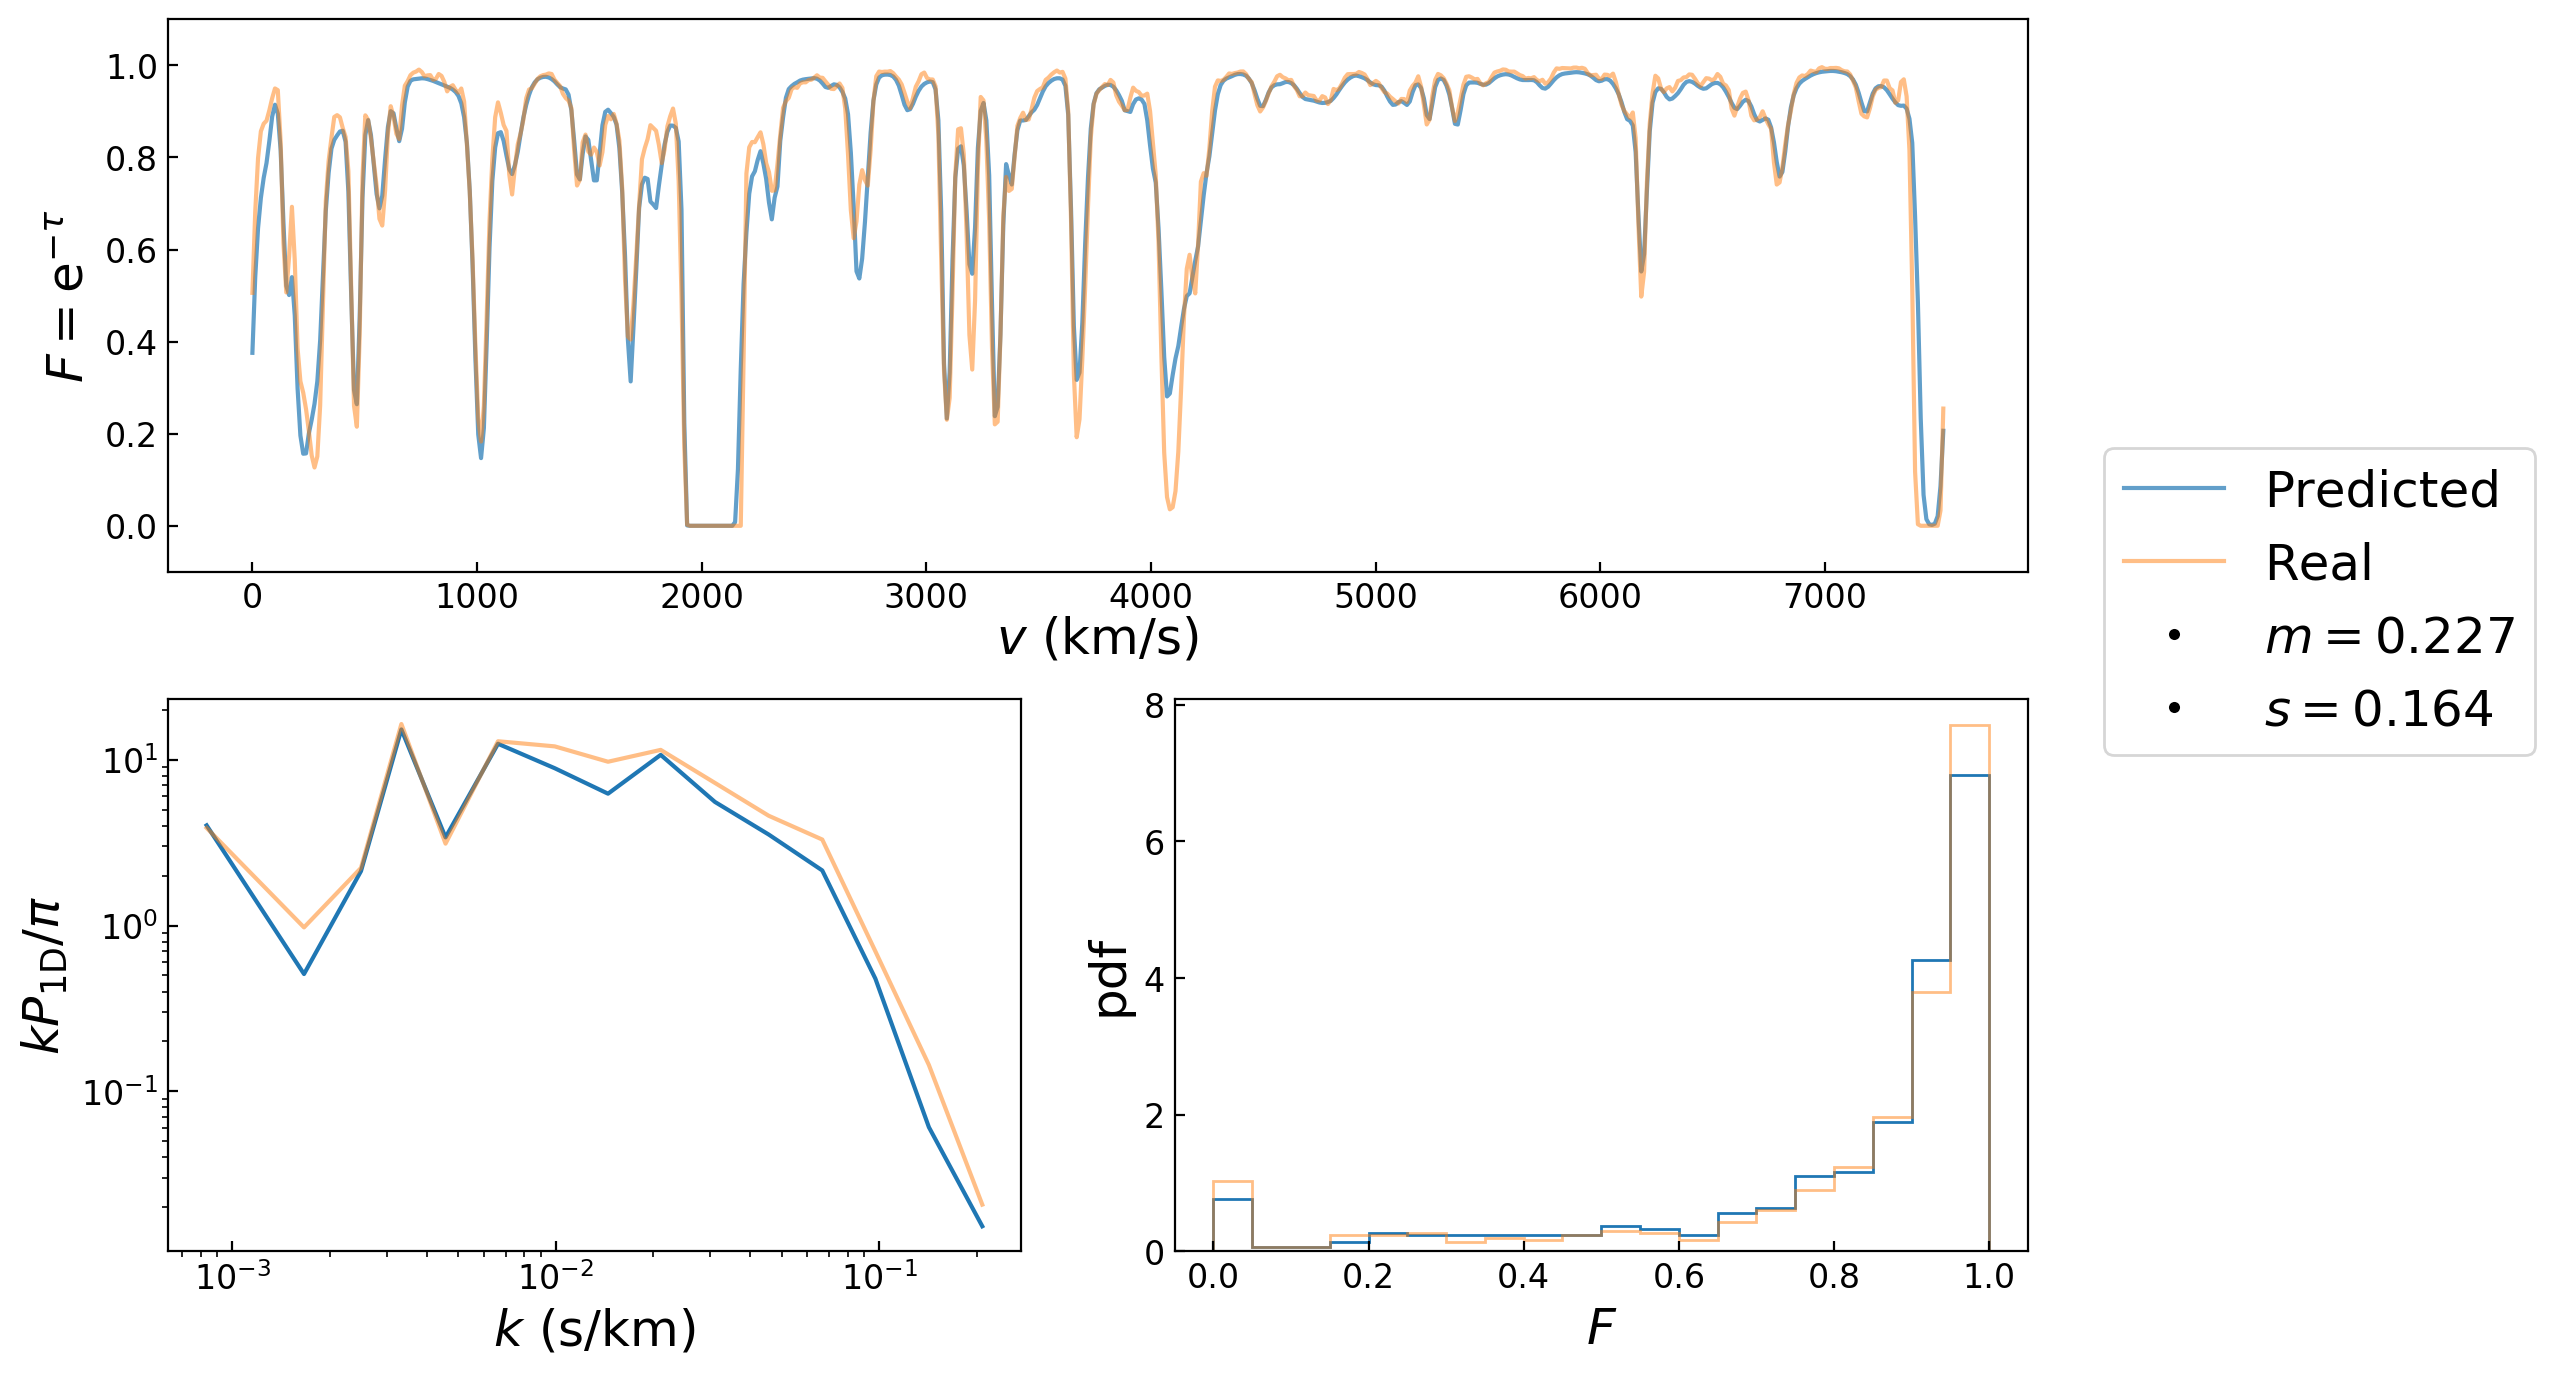 1.0
0.8
0.6
0.4
0.2
0.0
F = e^{−τ}
0 1000 2000 3000 4000 5000 6000 7000
v (km/s)
Predicted
Real
m = 0.227
s = 0.164
10^1
10^0
10^{−1}
kP_{1D}/π
10^{−3} 10^{−2} 10^{−1}
k (s/km)
8
6
4
2
0
pdf
0.0 0.2 0.4 0.6 0.8 1.0
F